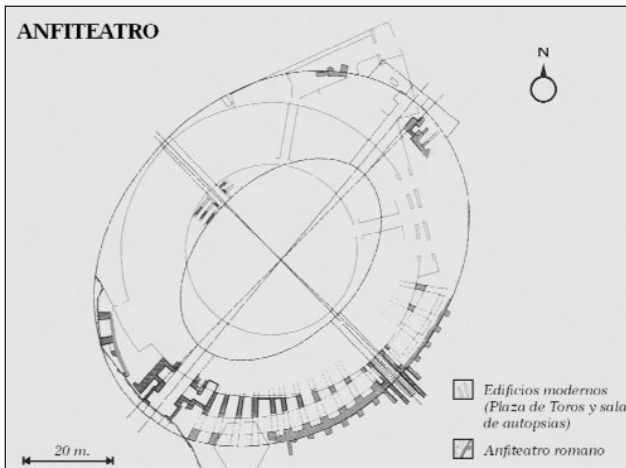 ANFITEATRO
N
Edificios modernos
(Plaza de Toros y sala
de autopsias)
Anfiteatro romano
20 m.